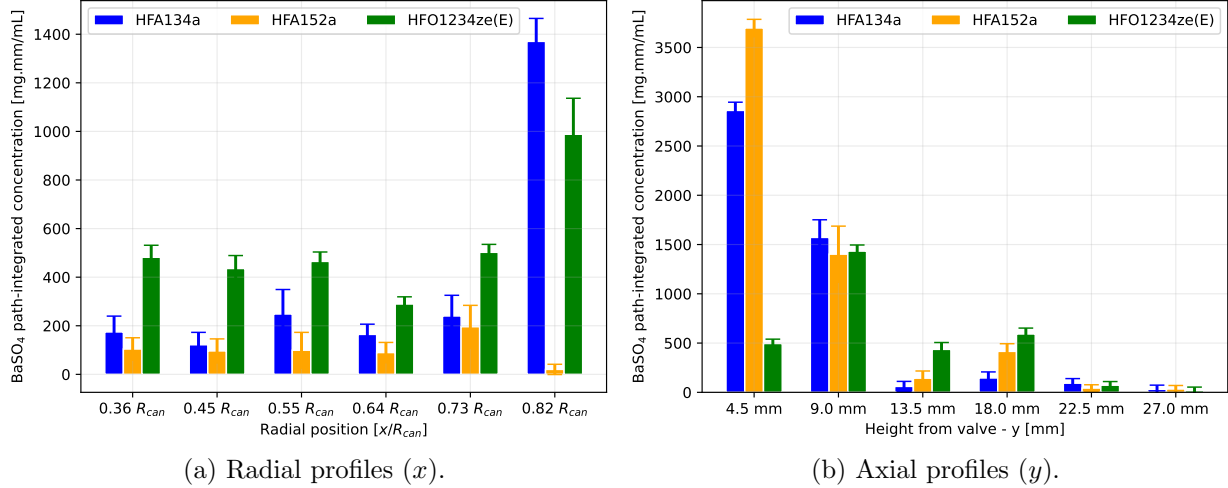 HFA134a HFA152a HFO1234ze(E)
BaSO4 path-integrated concentration [mg.mm/mL]
1400
1200
1000
800
600
400
200
0
0.36 Rcan 0.45 Rcan 0.55 Rcan 0.64 Rcan 0.73 Rcan 0.82 Rcan
Radial position [x/Rcan]
(a) Radial profiles (x).
HFA134a HFA152a HFO1234ze(E)
BaSO4 path-integrated concentration [mg.mm/mL]
3500
3000
2500
2000
1500
1000
500
0
4.5 mm 9.0 mm 13.5 mm 18.0 mm 22.5 mm 27.0 mm
Height from valve - y [mm]
(b) Axial profiles (y).